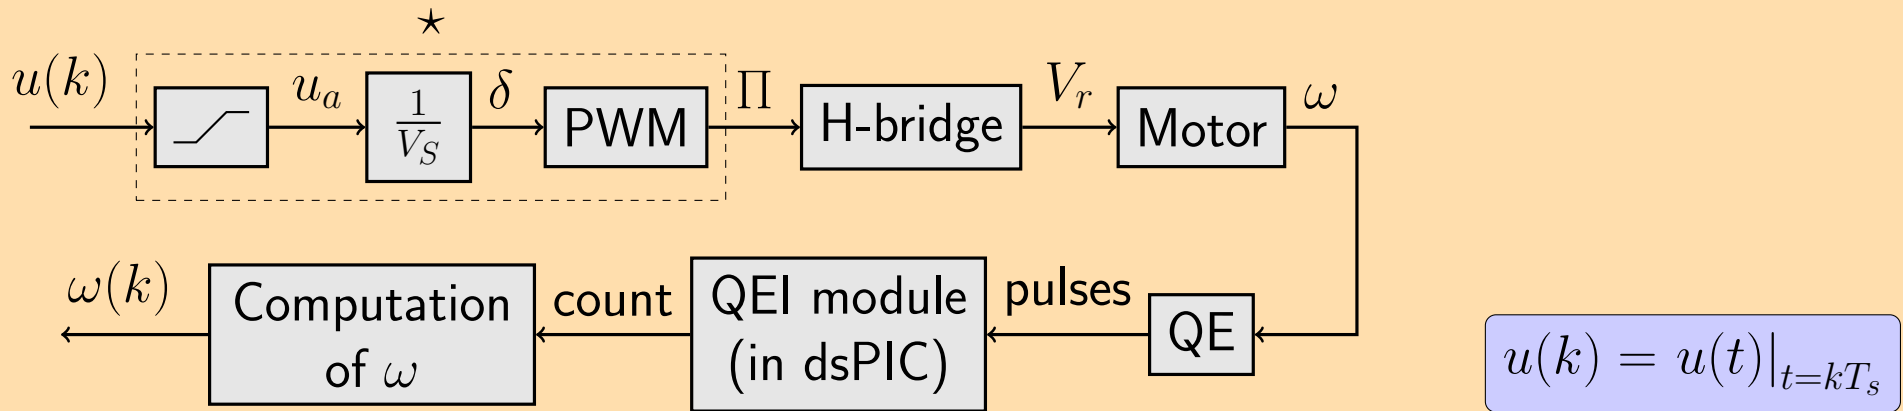 ⋆
u(k) u_a 1/V_S δ PWM Π H-bridge V_r Motor ω
ω(k) Computation of ω count QEI module (in dsPIC) pulses QE
u(k) = u(t)|_{t=kT_s}